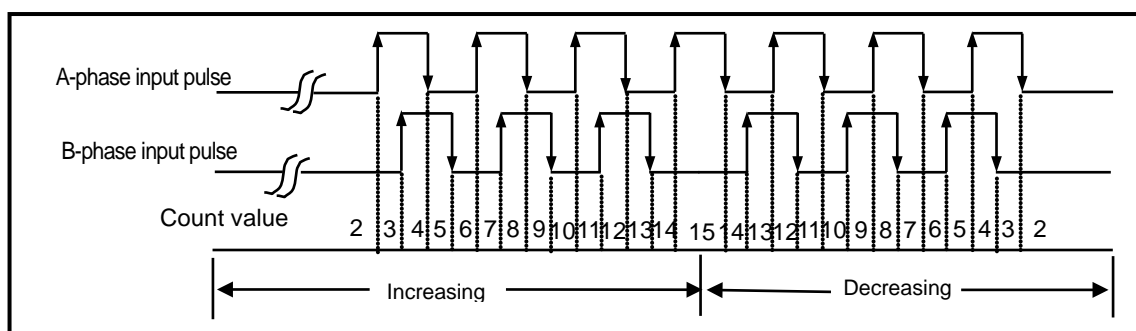 A-phase input pulse
B-phase input pulse
Count value 2 3 4 5 6 7 8 9 10 11 12 13 14 15 14 13 12 11 10 9 8 7 6 5 4 3 2
Increasing Decreasing